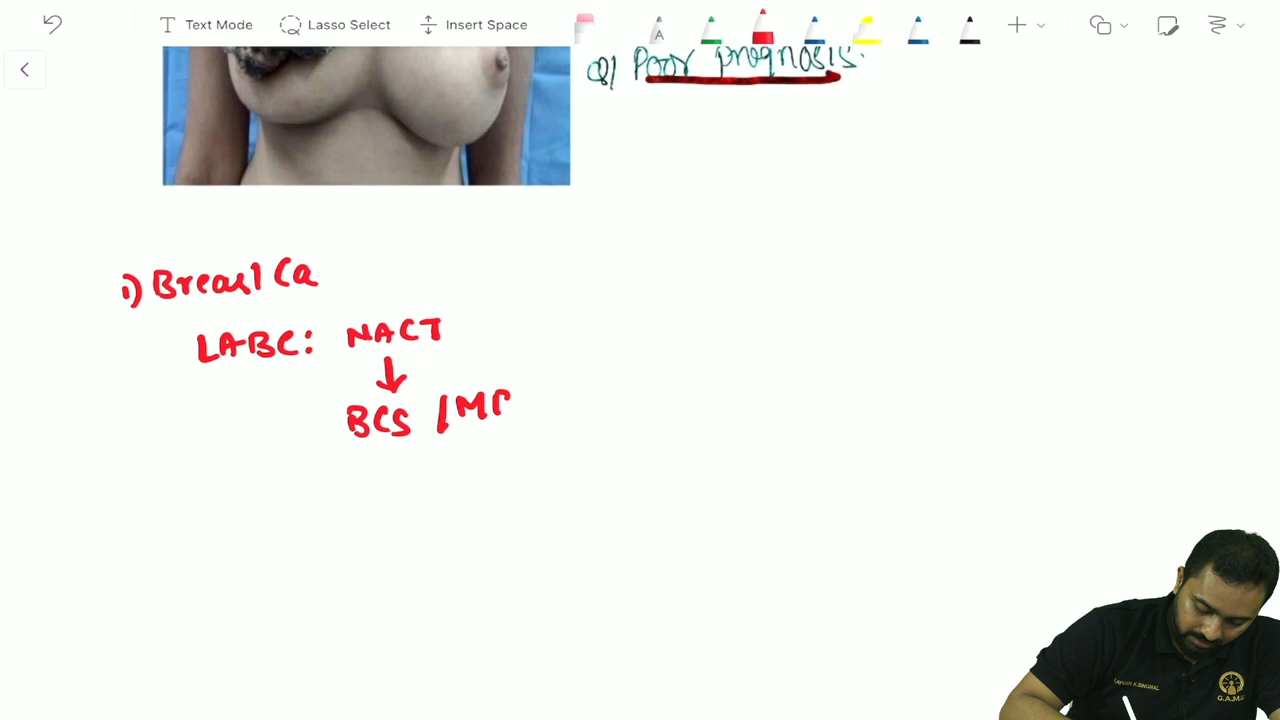 Text Mode Lasso Select Insert Space
A
Q) Poor prognosis.
1) Breast Ca
LABC: NACT
↓
BCS / MR
G.A.M.S